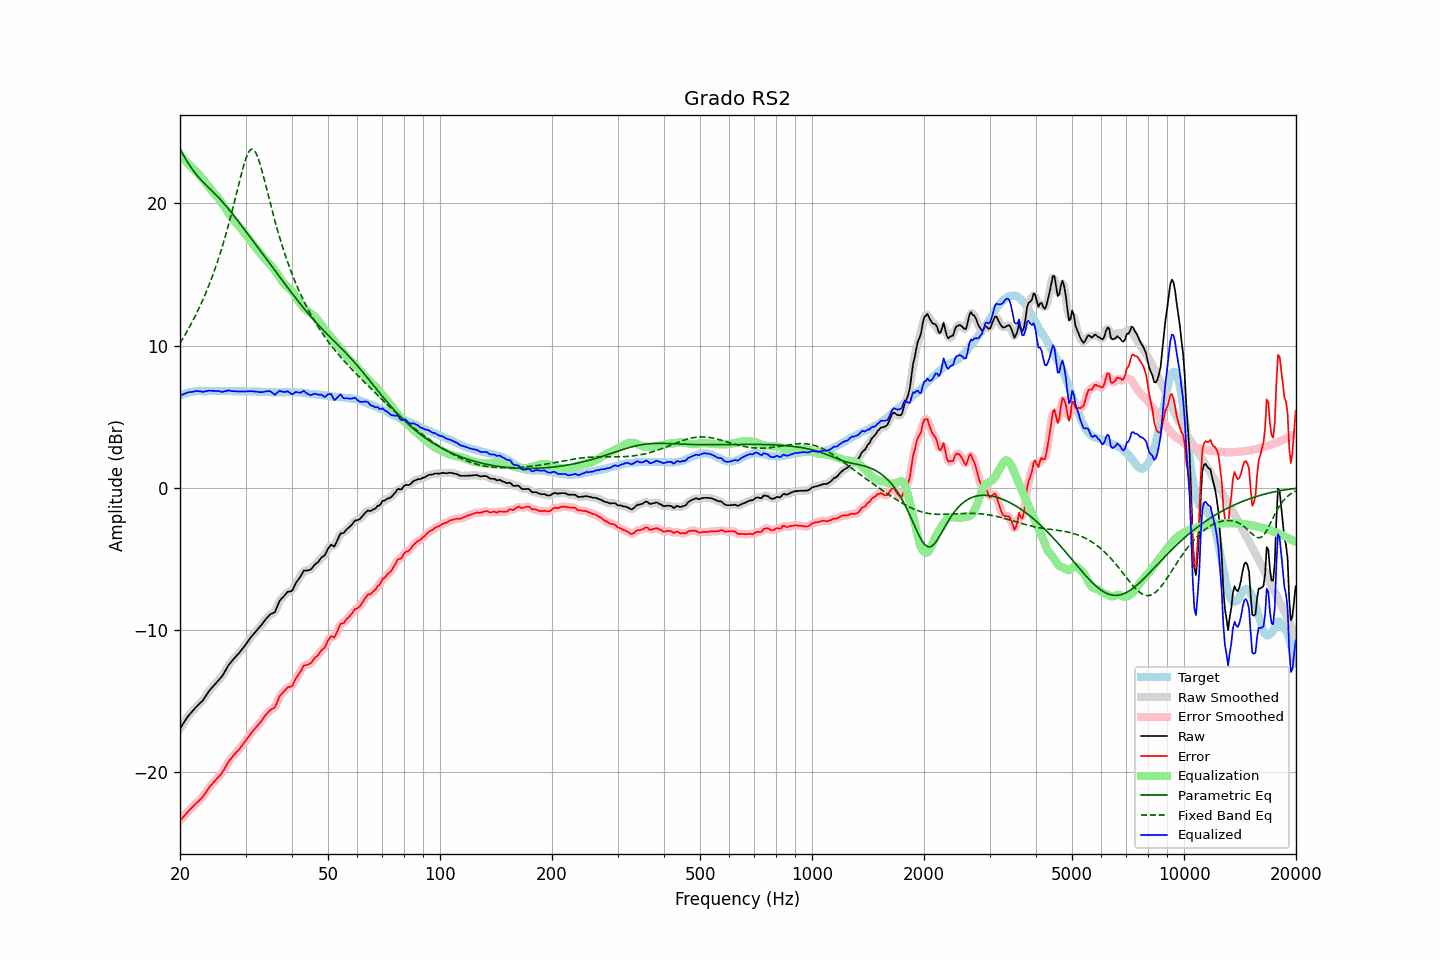 Grado RS2
Amplitude (dBr)
20
10
0
−10
−20
20
50
100
200
500
1000
2000
5000
10000
20000
Frequency (Hz)
Target
Raw Smoothed
Error Smoothed
Raw
Error
Equalization
Parametric Eq
Fixed Band Eq
Equalized